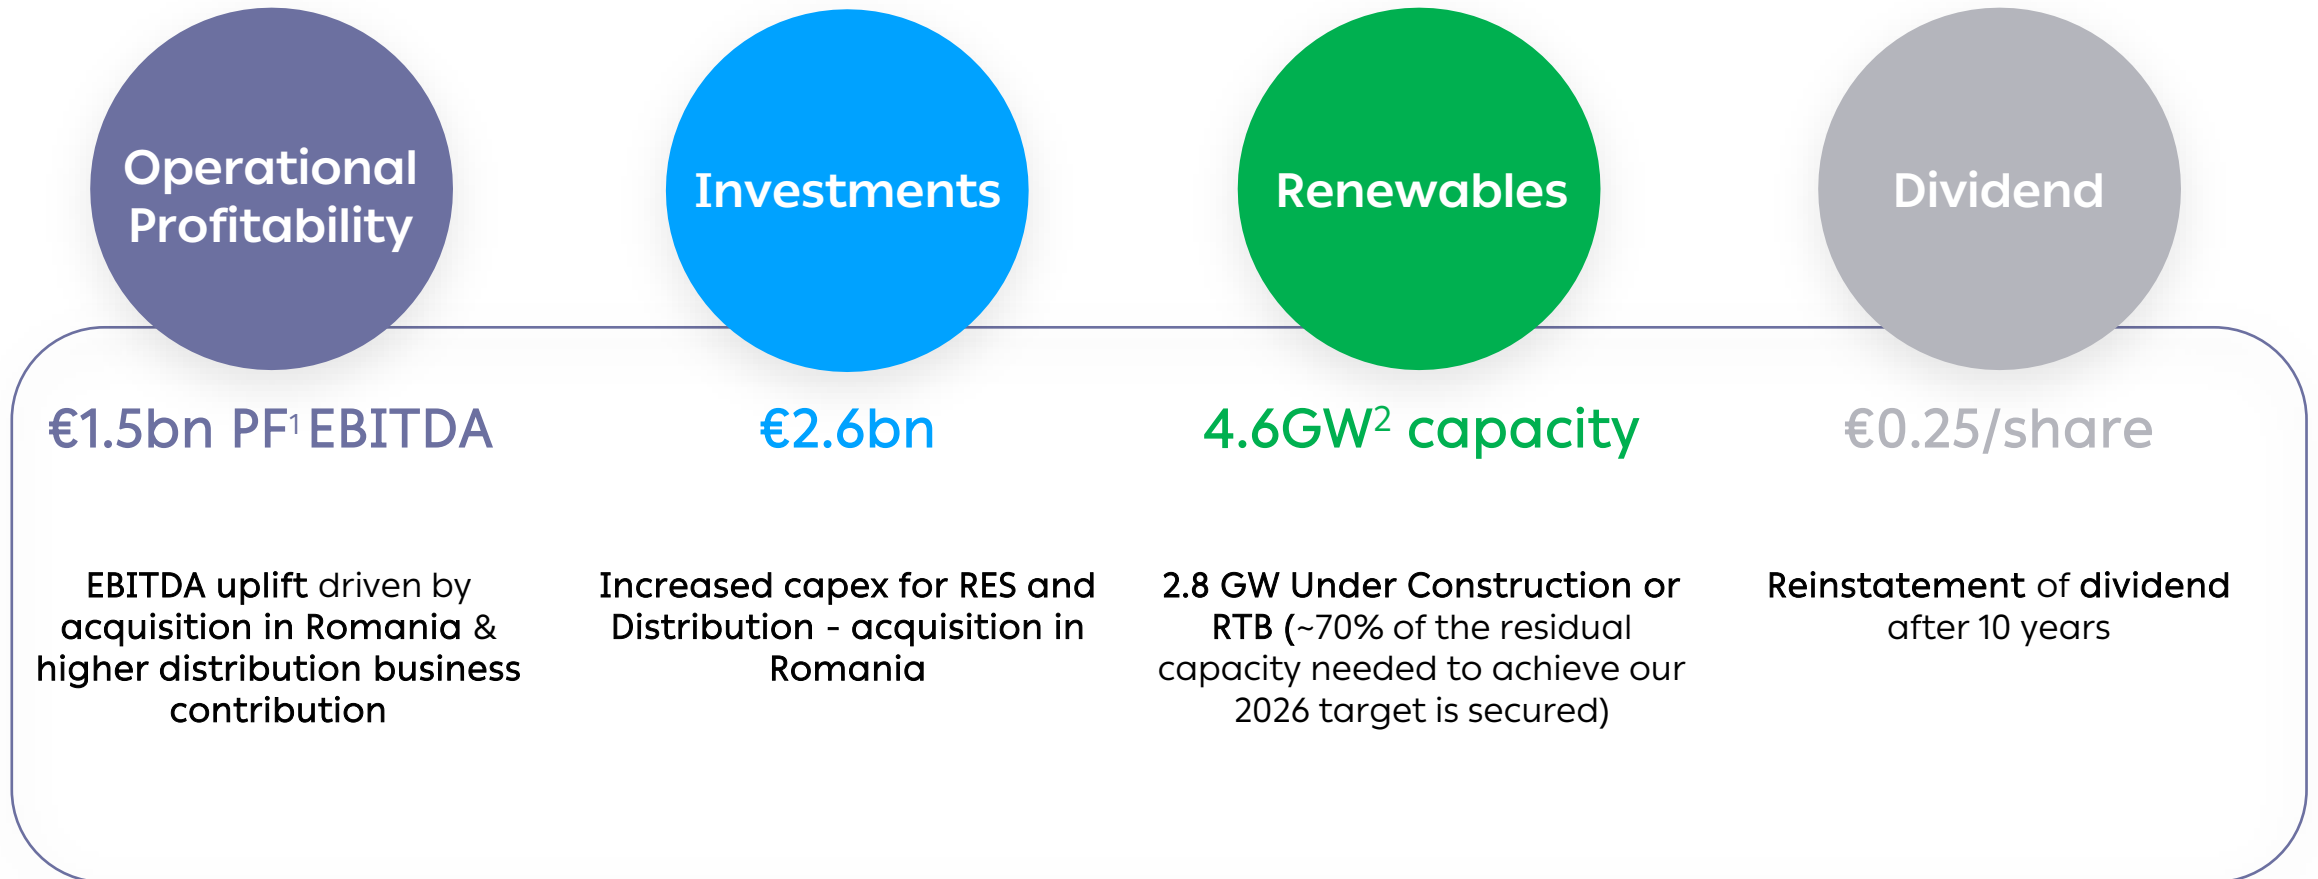 Operational
Profitability
Investments
Renewables
Dividend
€1.5bn PF¹ EBITDA
€2.6bn
4.6GW² capacity
€0.25/share
EBITDA uplift driven by
acquisition in Romania &
higher distribution business
contribution
Increased capex for RES and
Distribution - acquisition in
Romania
2.8 GW Under Construction or
RTB (~70% of the residual
capacity needed to achieve our
2026 target is secured)
Reinstatement of dividend
after 10 years